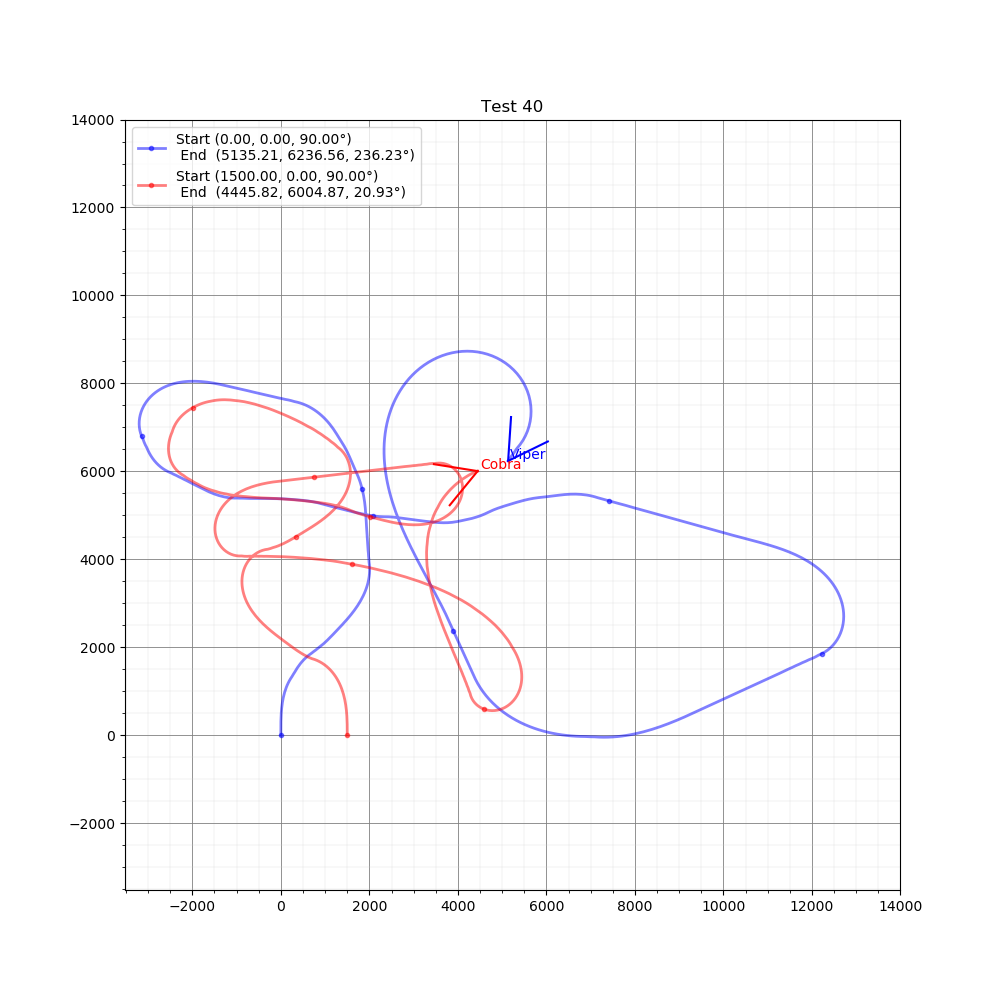 Test 40
Start (0.00, 0.00, 90.00°)
End  (5135.21, 6236.56, 236.23°)
Start (1500.00, 0.00, 90.00°)
End  (4445.82, 6004.87, 20.93°)
14000
12000
10000
8000
6000
4000
2000
0
−2000
Viper
Cobra
−2000 0 2000 4000 6000 8000 10000 12000 14000